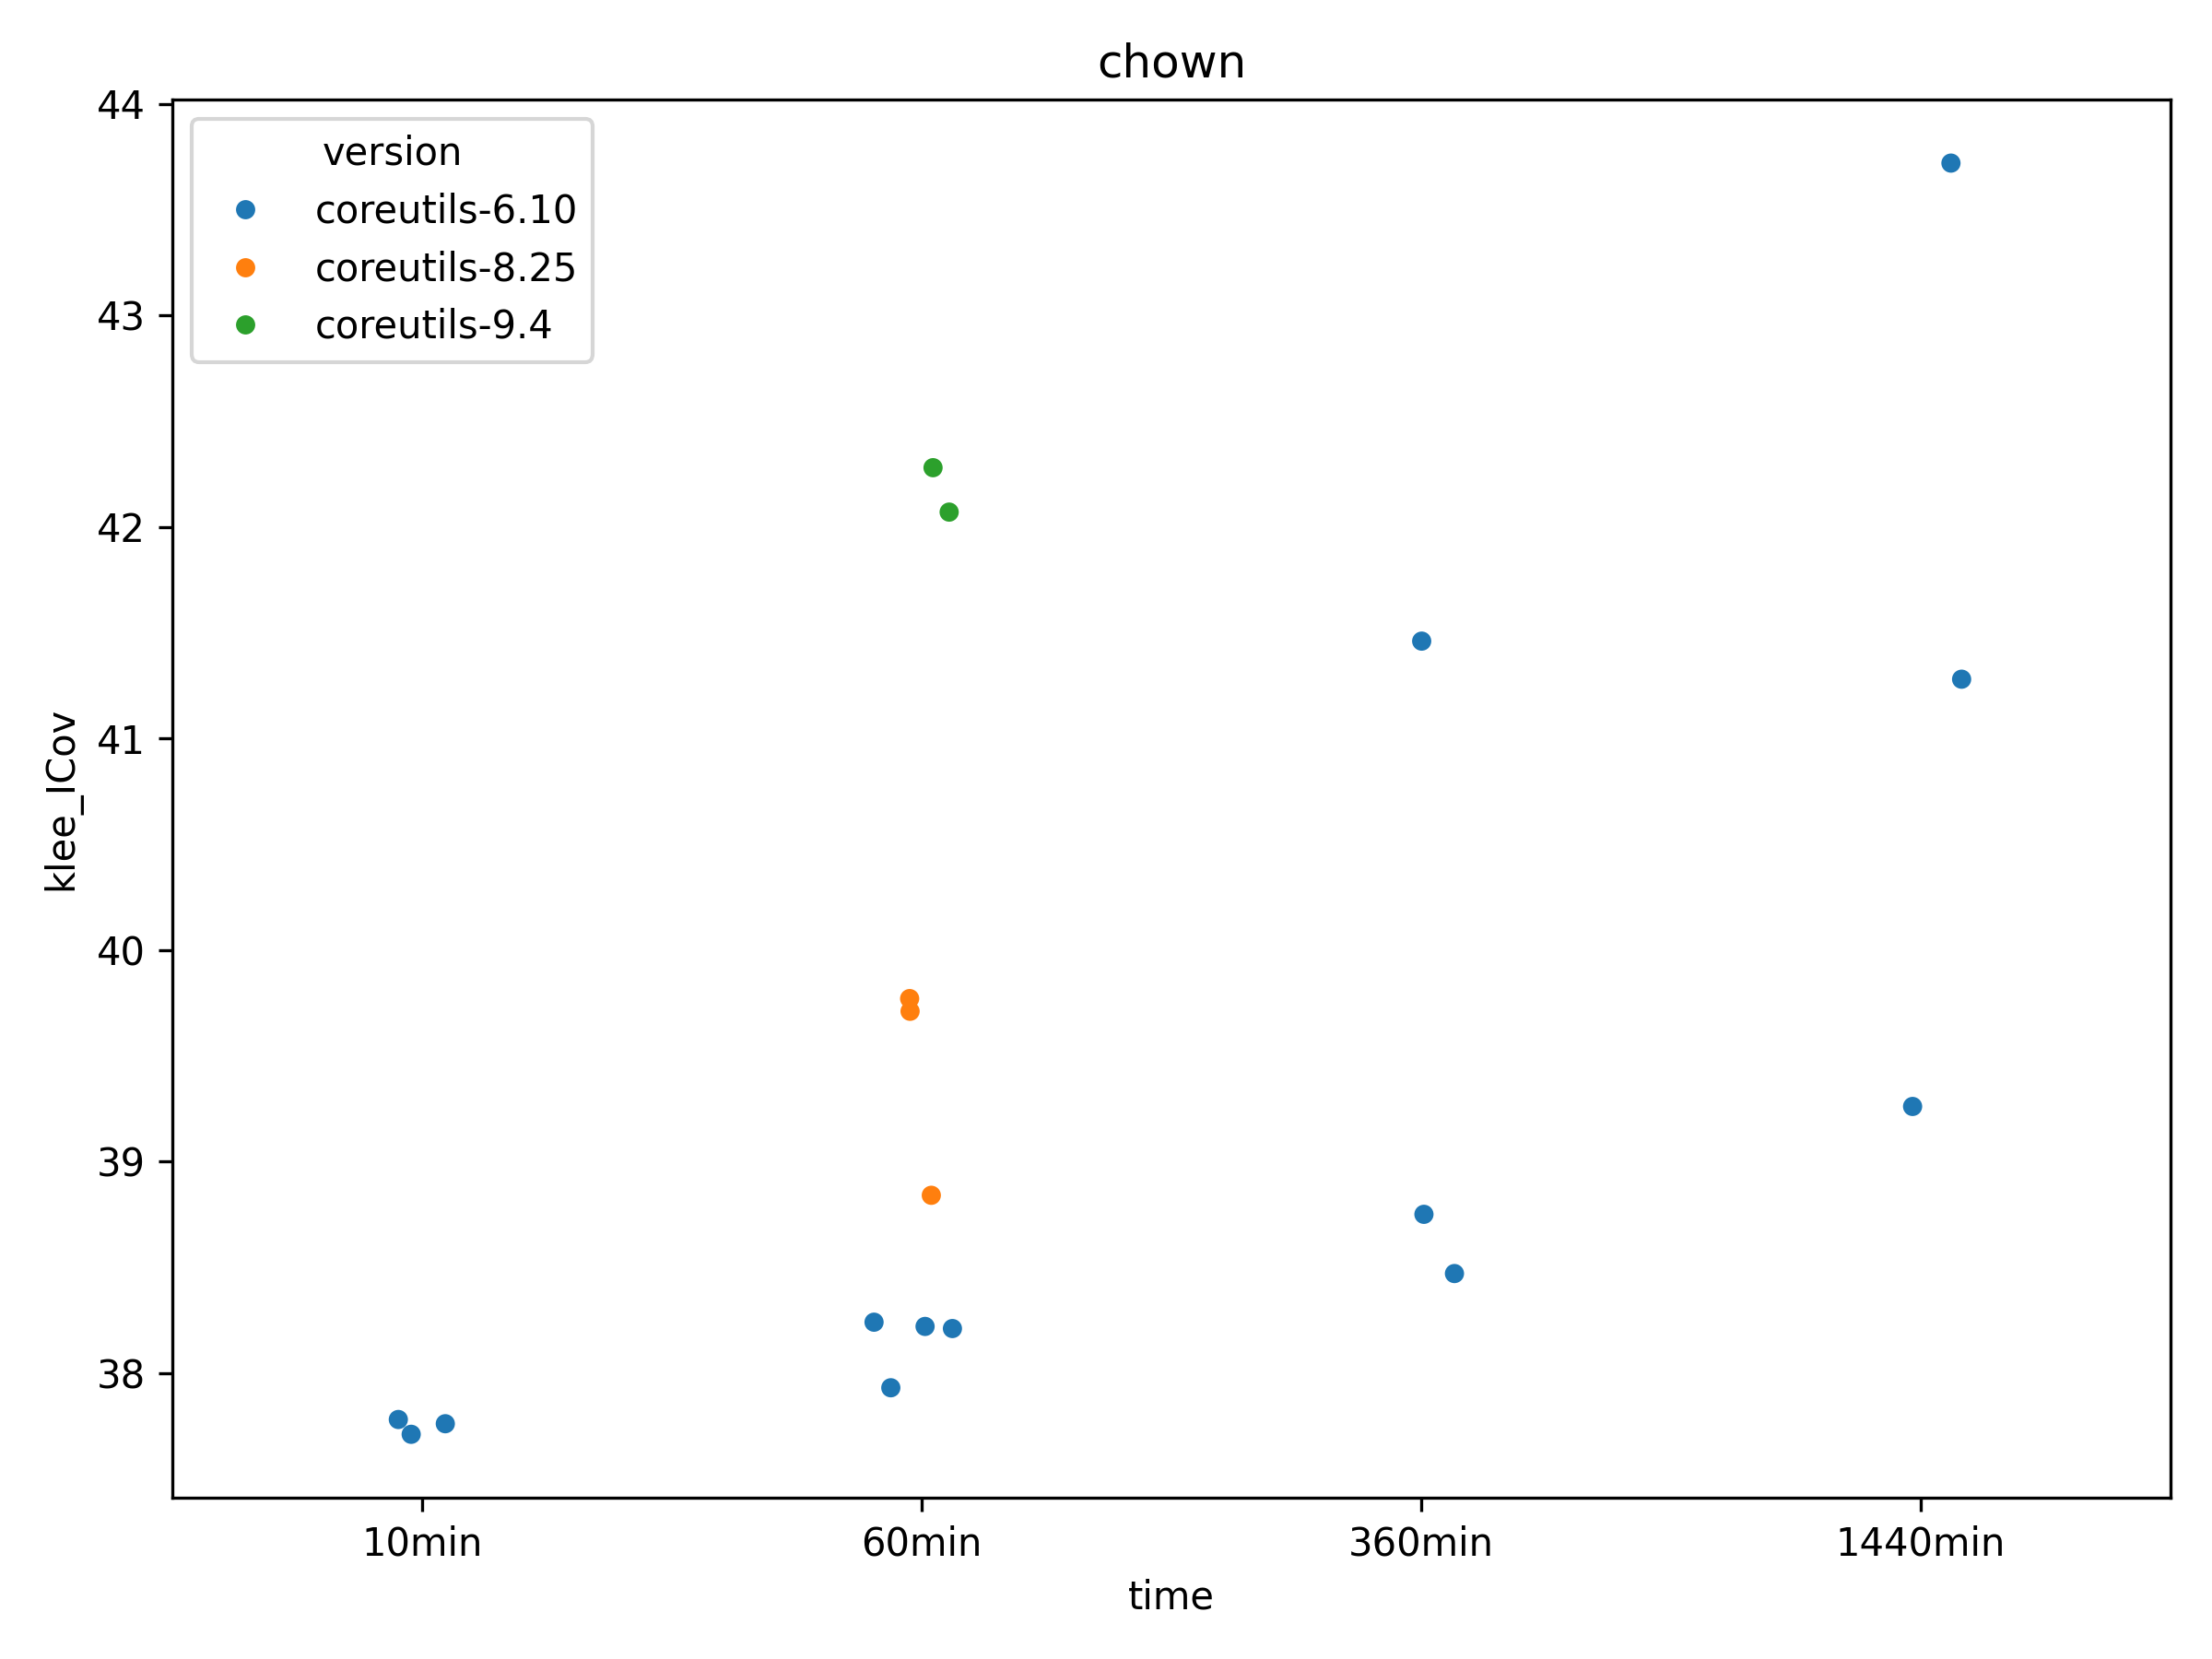 chown
version
coreutils-6.10
coreutils-8.25
coreutils-9.4
44
43
42
41
40
39
38
klee_ICov
10min
60min
360min
1440min
time